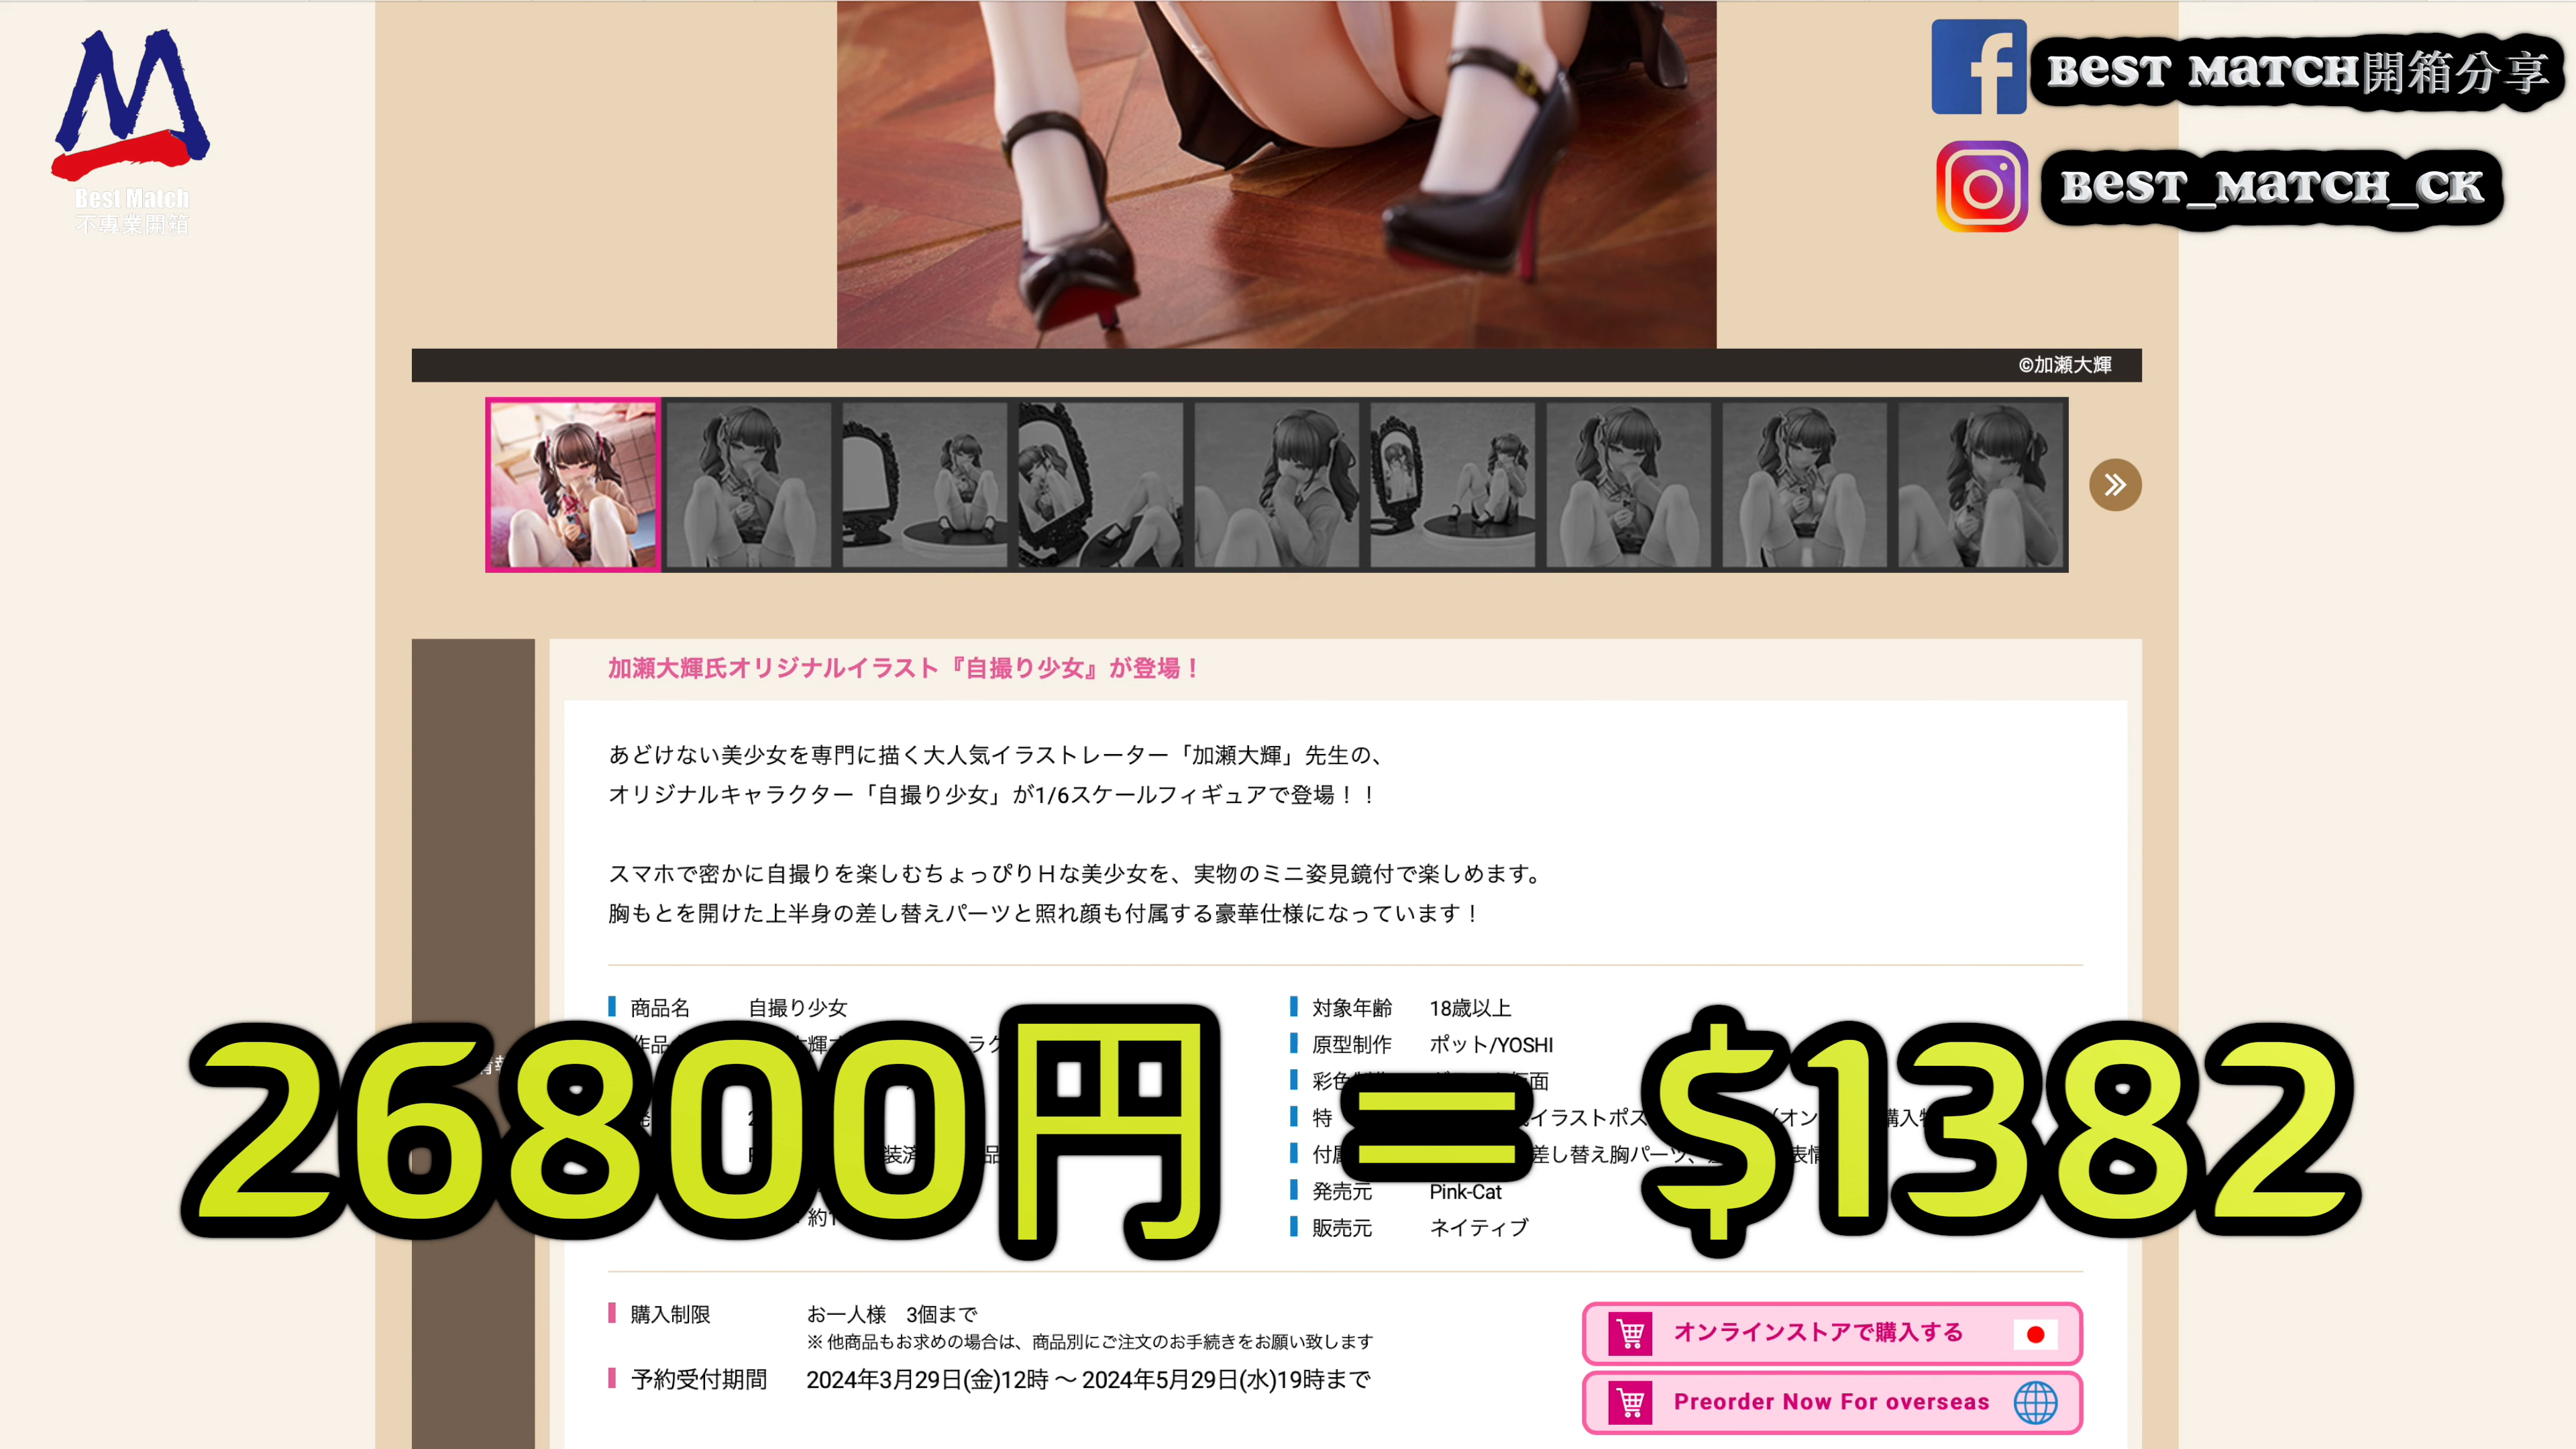 Best Match
不專業開箱
BEST MATCH開箱分享
BEST_MATCH_CK
©加瀬大輝
加瀬大輝氏オリジナルイラスト『自撮り少女』が登場！
あどけない美少女を専門に描く大人気イラストレーター「加瀬大輝」先生の、
オリジナルキャラクター「自撮り少女」が1/6スケールフィギュアで登場！！
スマホで密かに自撮りを楽しむちょっぴりHな美少女を、実物のミニ姿見鏡付で楽しめます。
胸もとを開けた上半身の差し替えパーツと照れ顔も付属する豪華仕様になっています！
商品名 自撮り少女
対象年齢 18歳以上
原型制作 ポット/YOSHI
26800円 = $1382
発売元 Pink-Cat
販売元 ネイティブ
購入制限 お一人様 3個まで
※ 他商品もお求めの場合は、商品別にご注文のお手続きをお願い致します
予約受付期間 2024年3月29日(金)12時 〜 2024年5月29日(水)19時まで
オンラインストアで購入する
Preorder Now For overseas